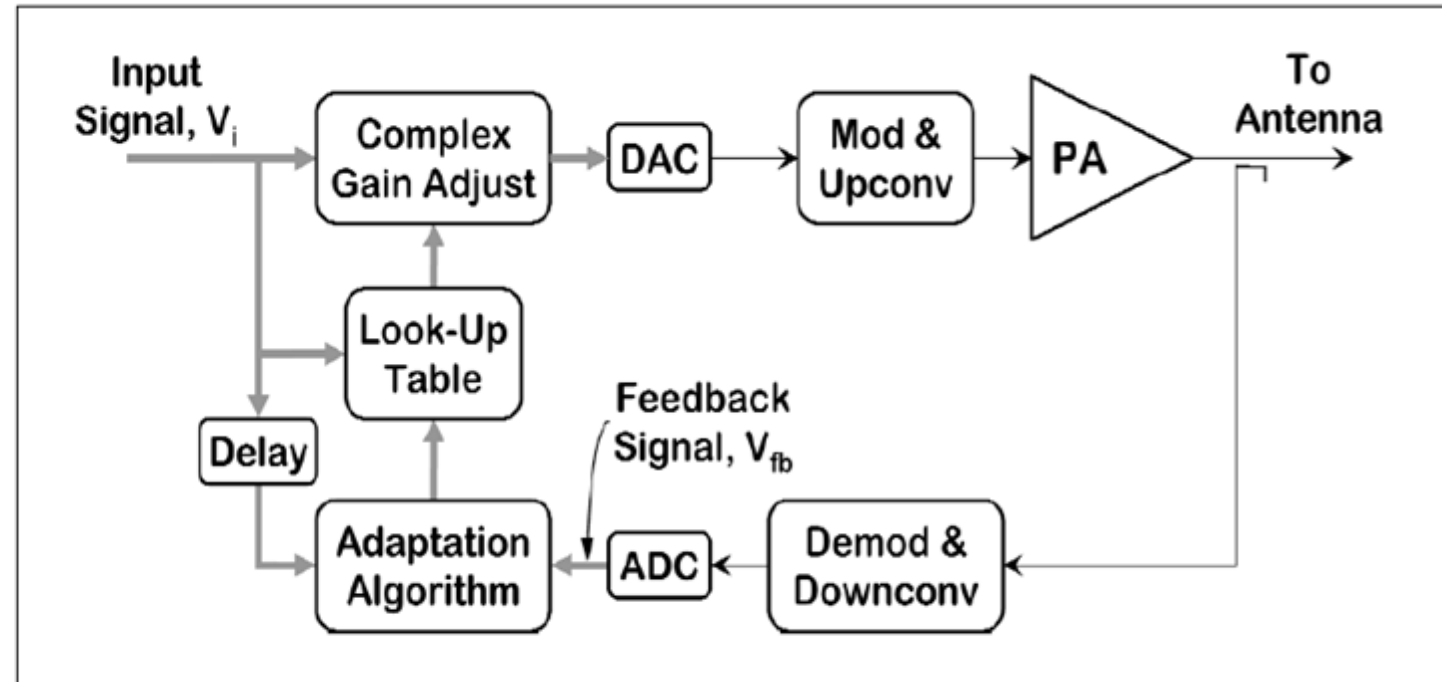 Input
Signal, Vi
Complex
Gain Adjust
DAC
Mod &
Upconv
PA
To
Antenna
Look-Up
Table
Delay
Feedback
Signal, Vfb
Adaptation
Algorithm
ADC
Demod &
Downconv